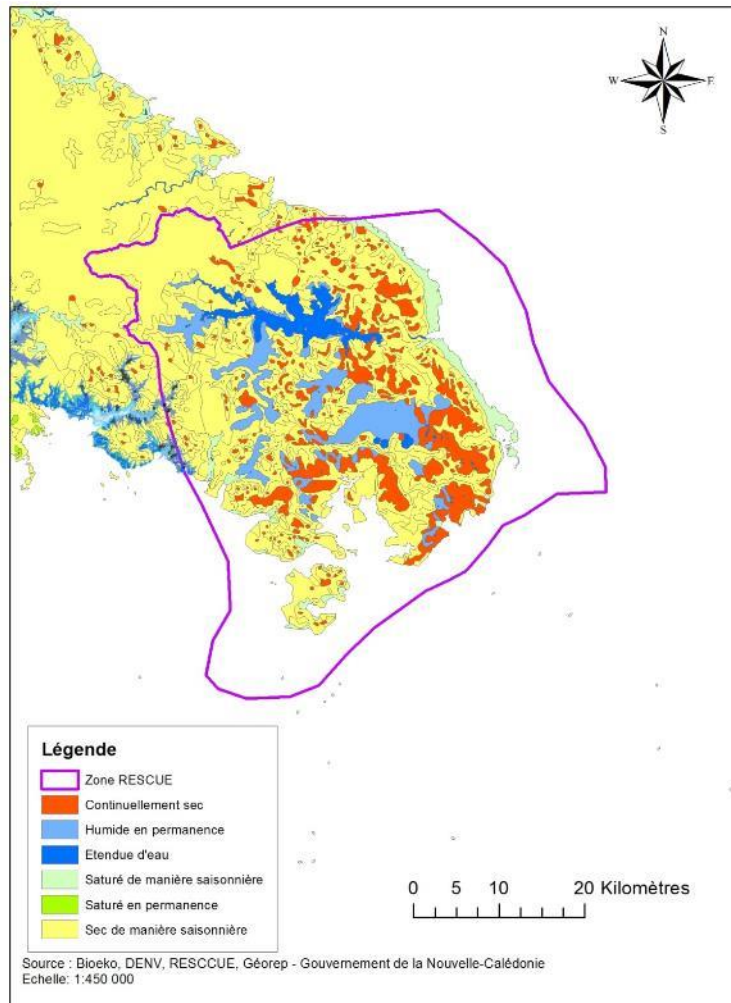 N
W E
S
Légende
Zone RESCUE
Continuellement sec
Humide en permanence
Etendue d'eau
Saturé de manière saisonnière
Saturé en permanence
Sec de manière saisonnière
0 5 10 20 Kilomètres
Source : Bioeko, DENV, RESCCUE, Géorep - Gouvernement de la Nouvelle-Calédonie
Echelle: 1:450 000